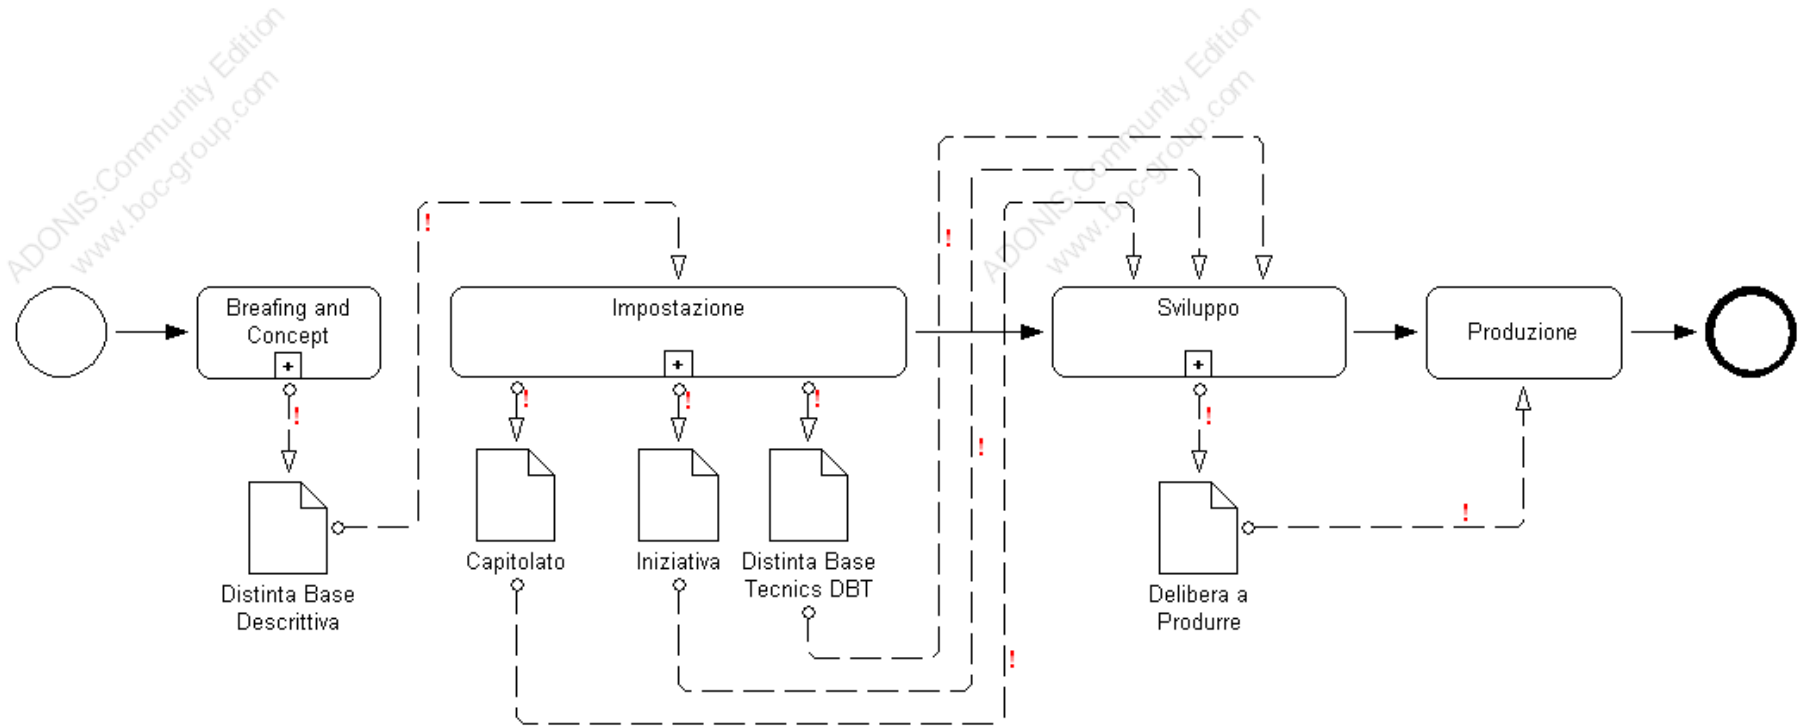 ADONIS:Community Edition
www.boc-group.com
ADONIS:Community Edition
www.boc-group.com
!
!
Breafing and
Concept
+
Impostazione
+
Sviluppo
+
Produzione
!
!
!
!
!
!
Capitolato
Iniziativa
Distinta Base
Tecnics DBT
!
Distinta Base
Descrittiva
Delibera a
Produrre
!